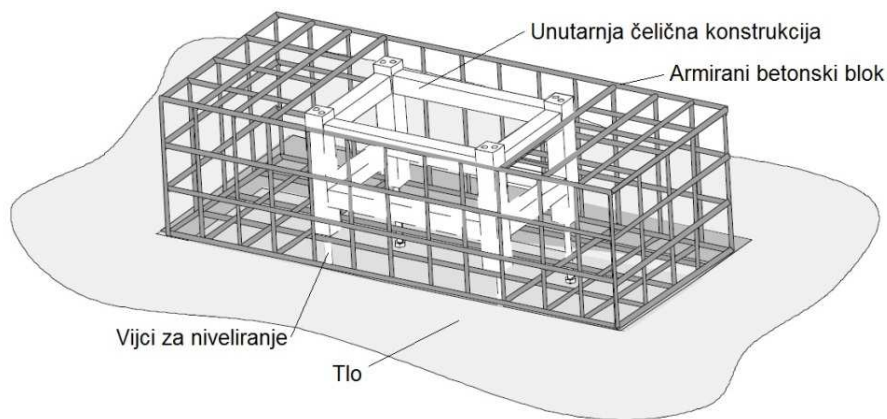 Unutarnja čelična konstrukcija
Armirani betonski blok
Vijci za niveliranje
Tlo